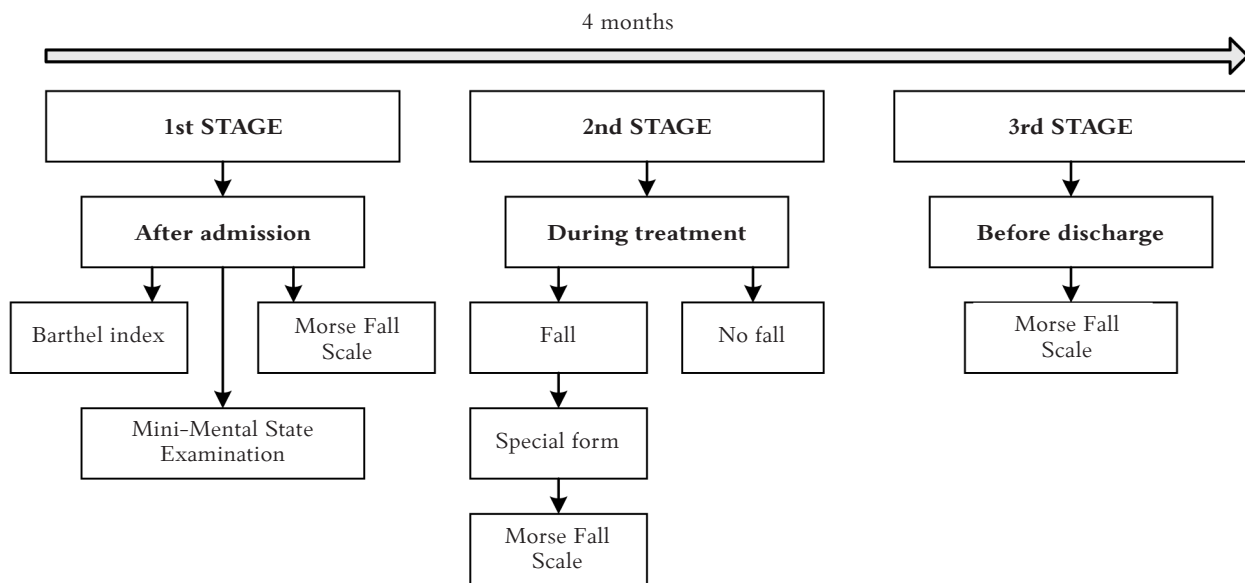 4 months
1st STAGE
2nd STAGE
3rd STAGE
After admission
During treatment
Before discharge
Barthel index
Morse Fall
Scale
Fall
No fall
Morse Fall
Scale
Mini-Mental State
Examination
Special form
Morse Fall
Scale